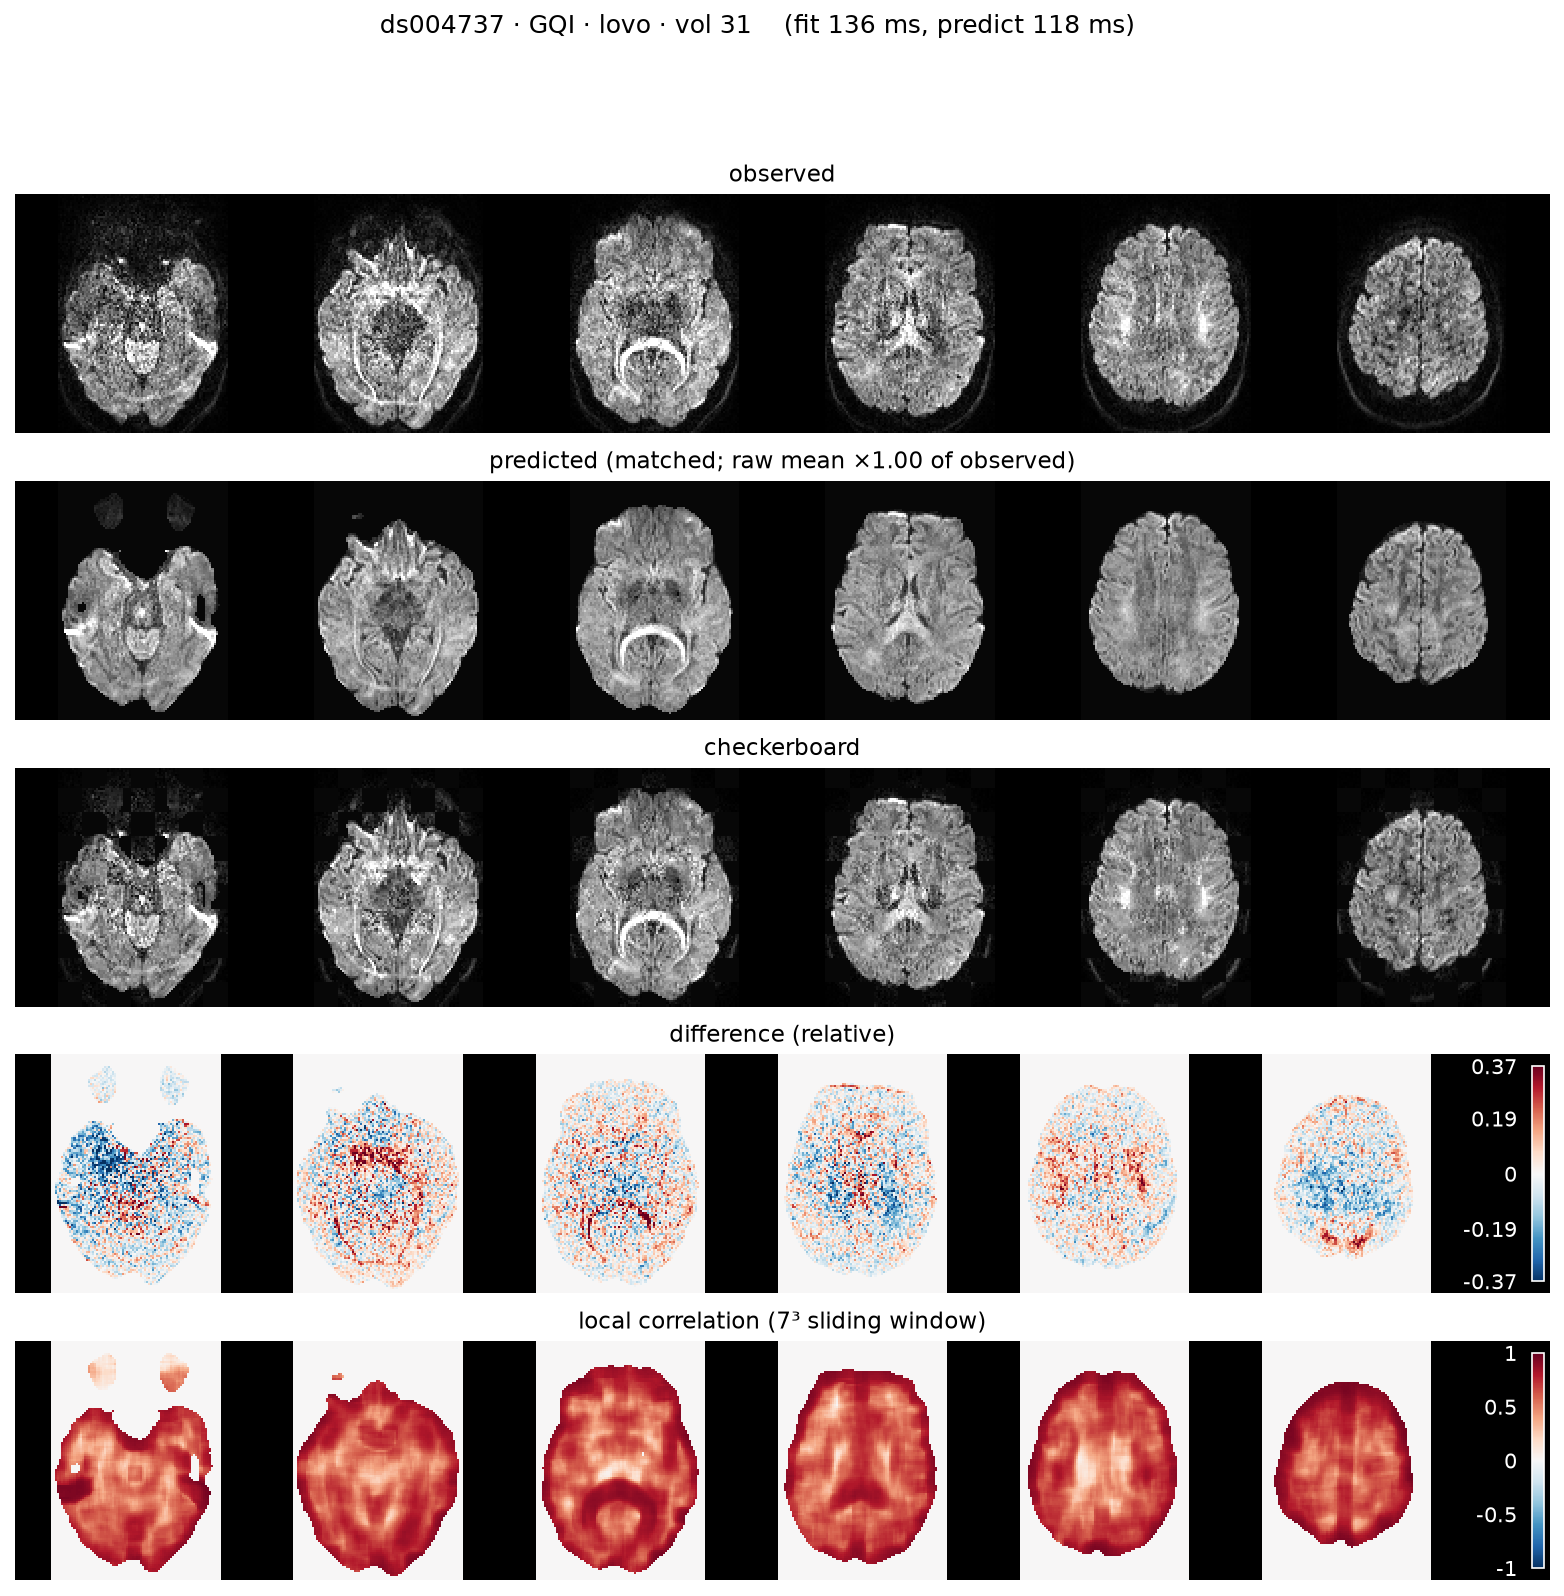 ds004737 · GQI · lovo · vol 31    (fit 136 ms, predict 118 ms)
observed
predicted (matched; raw mean ×1.00 of observed)
checkerboard
difference (relative)
0.37
0.19
0
-0.19
-0.37
local correlation (7³ sliding window)
1
0.5
0
-0.5
-1